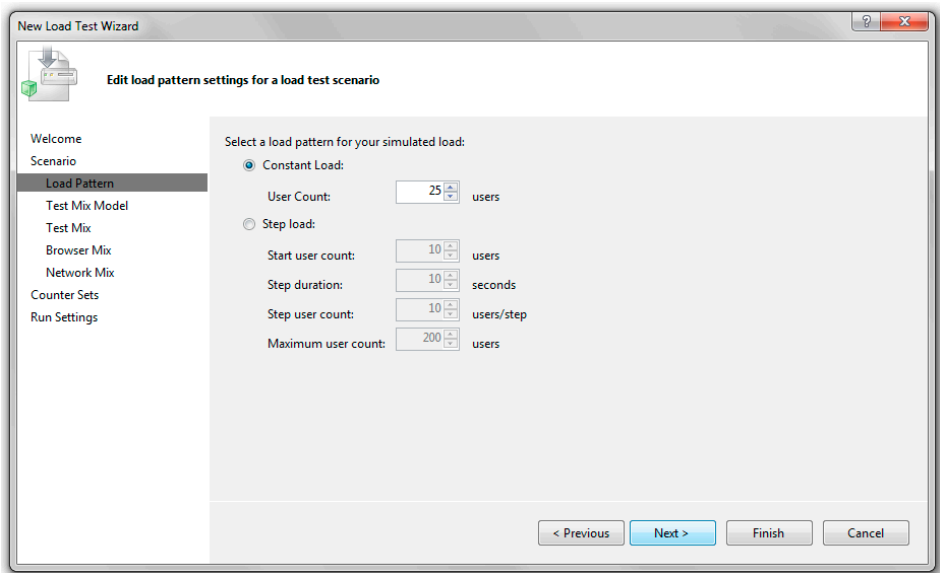 New Load Test Wizard
Edit load pattern settings for a load test scenario
Welcome
Scenario
Load Pattern
Test Mix Model
Test Mix
Browser Mix
Network Mix
Counter Sets
Run Settings
Select a load pattern for your simulated load:
Constant Load:
User Count: 25 users
Step load:
Start user count: 10 users
Step duration: 10 seconds
Step user count: 10 users/step
Maximum user count: 200 users
< Previous Next > Finish Cancel